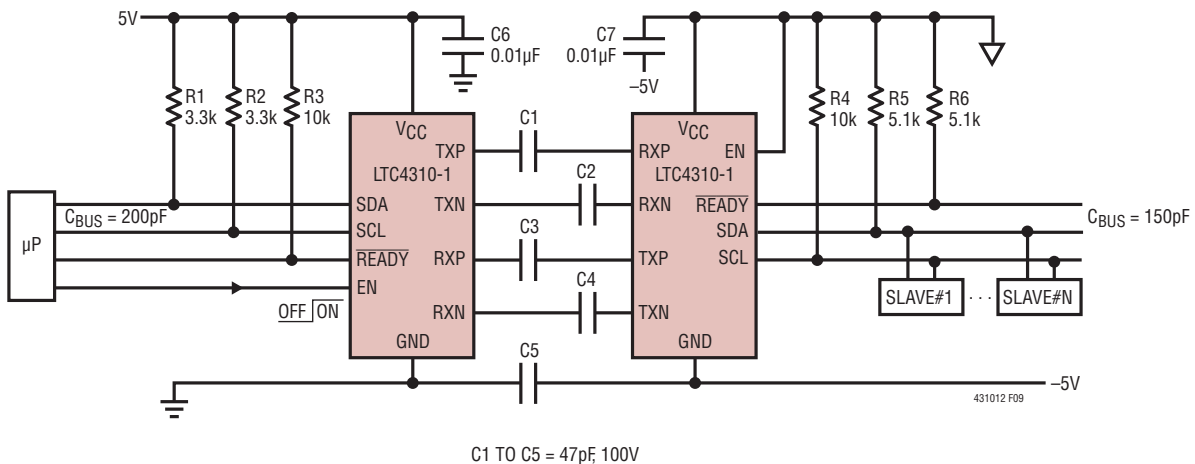 5V
C6
0.01µF
C7
0.01µF
–5V
R1
3.3k
R2
3.3k
R3
10k
R4
10k
R5
5.1k
R6
5.1k
VCC
TXP
LTC4310-1
SDA
TXN
SCL
READY
RXP
EN
RXN
GND
C1
C2
C3
C4
C5
VCC
RXP
EN
LTC4310-1
RXN
READY
SDA
TXP
SCL
TXN
GND
µP
CBUS = 200pF
OFF ON
CBUS = 150pF
SLAVE#1 · · · SLAVE#N
–5V
431012 F09
C1 TO C5 = 47pF, 100V